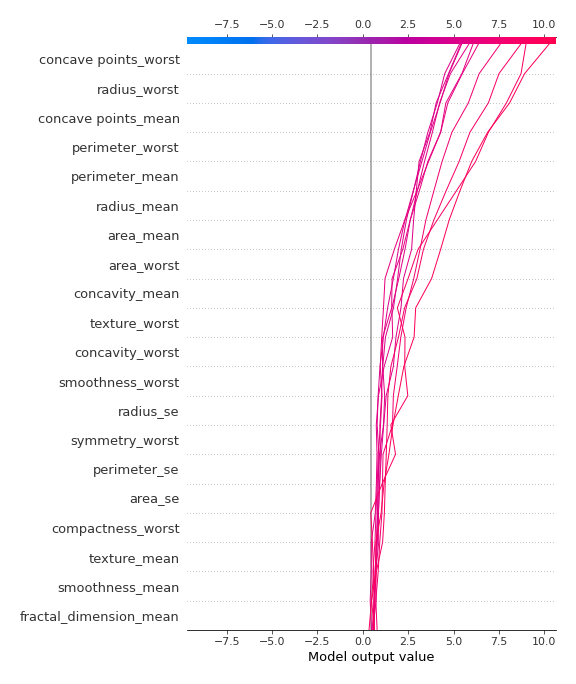 −7.5 −5.0 −2.5 0.0 2.5 5.0 7.5 10.0
concave points_worst
radius_worst
concave points_mean
perimeter_worst
perimeter_mean
radius_mean
area_mean
area_worst
concavity_mean
texture_worst
concavity_worst
smoothness_worst
radius_se
symmetry_worst
perimeter_se
area_se
compactness_worst
texture_mean
smoothness_mean
fractal_dimension_mean
−7.5 −5.0 −2.5 0.0 2.5 5.0 7.5 10.0
Model output value